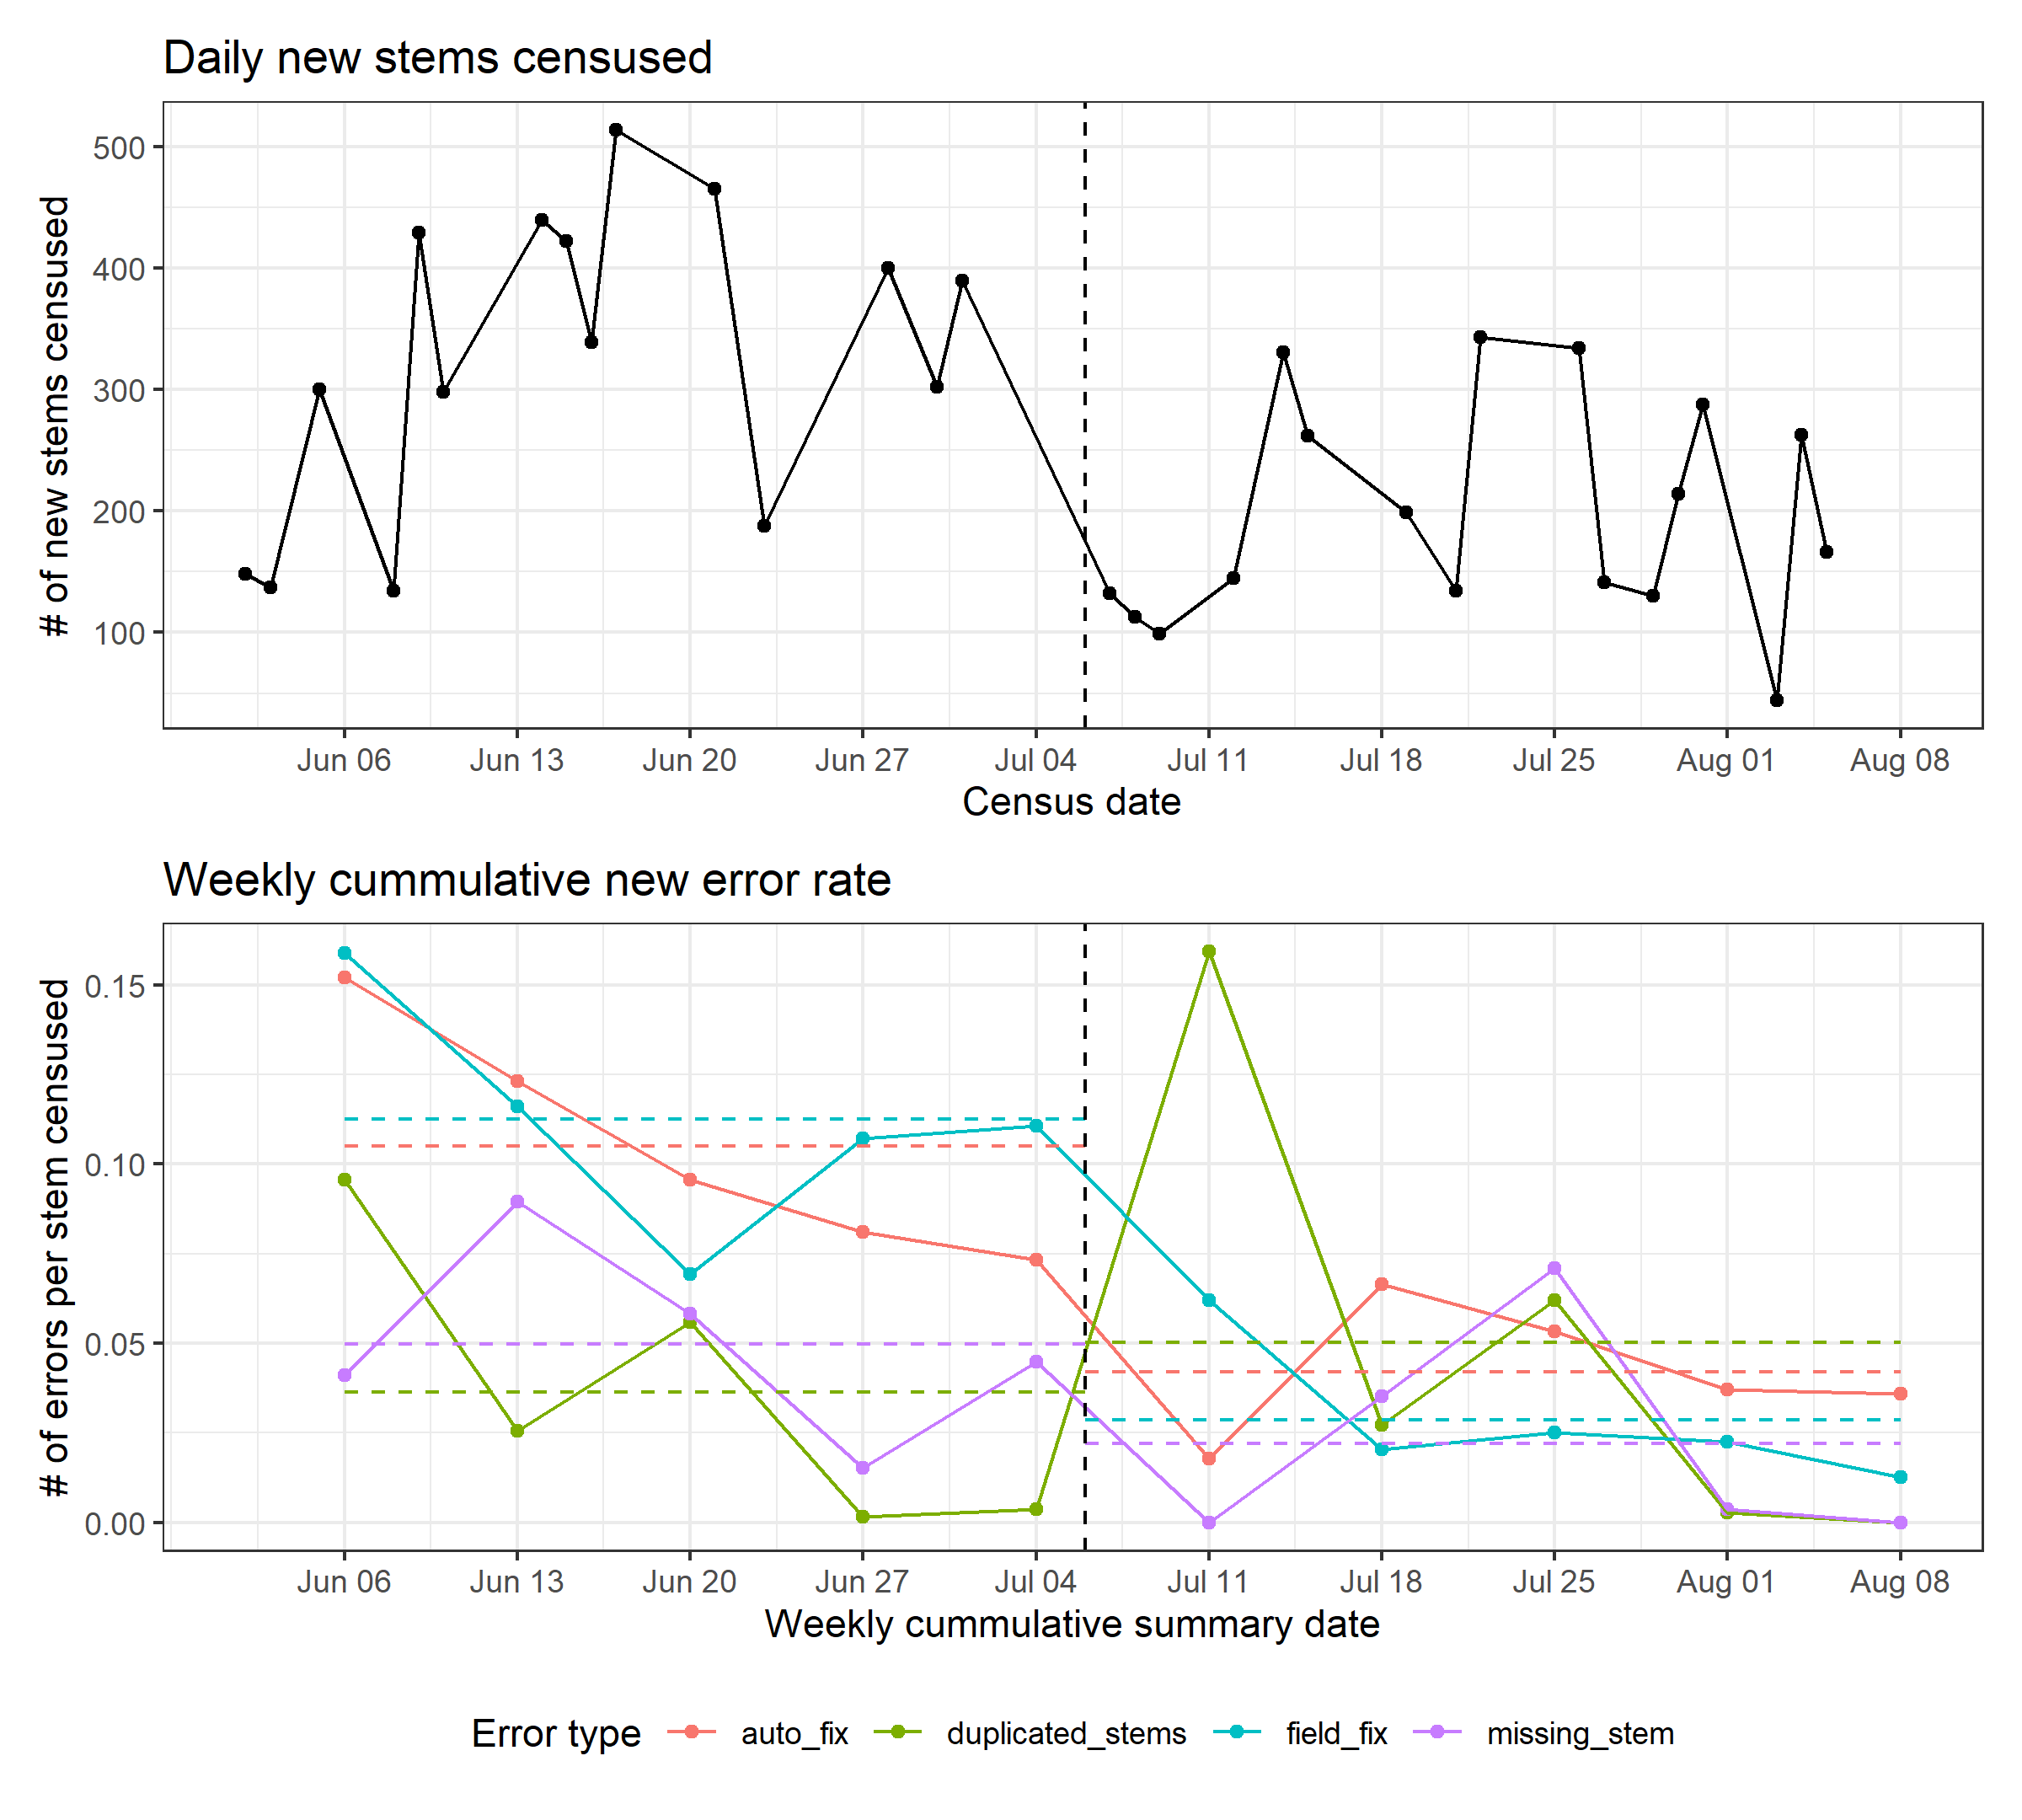 Daily new stems censused
# of new stems censused
500
400
300
200
100
Jun 06 Jun 13 Jun 20 Jun 27 Jul 04 Jul 11 Jul 18 Jul 25 Aug 01 Aug 08
Census date
Weekly cummulative new error rate
# of errors per stem censused
0.15
0.10
0.05
0.00
Jun 06 Jun 13 Jun 20 Jun 27 Jul 04 Jul 11 Jul 18 Jul 25 Aug 01 Aug 08
Weekly cummulative summary date
Error type auto_fix duplicated_stems field_fix missing_stem